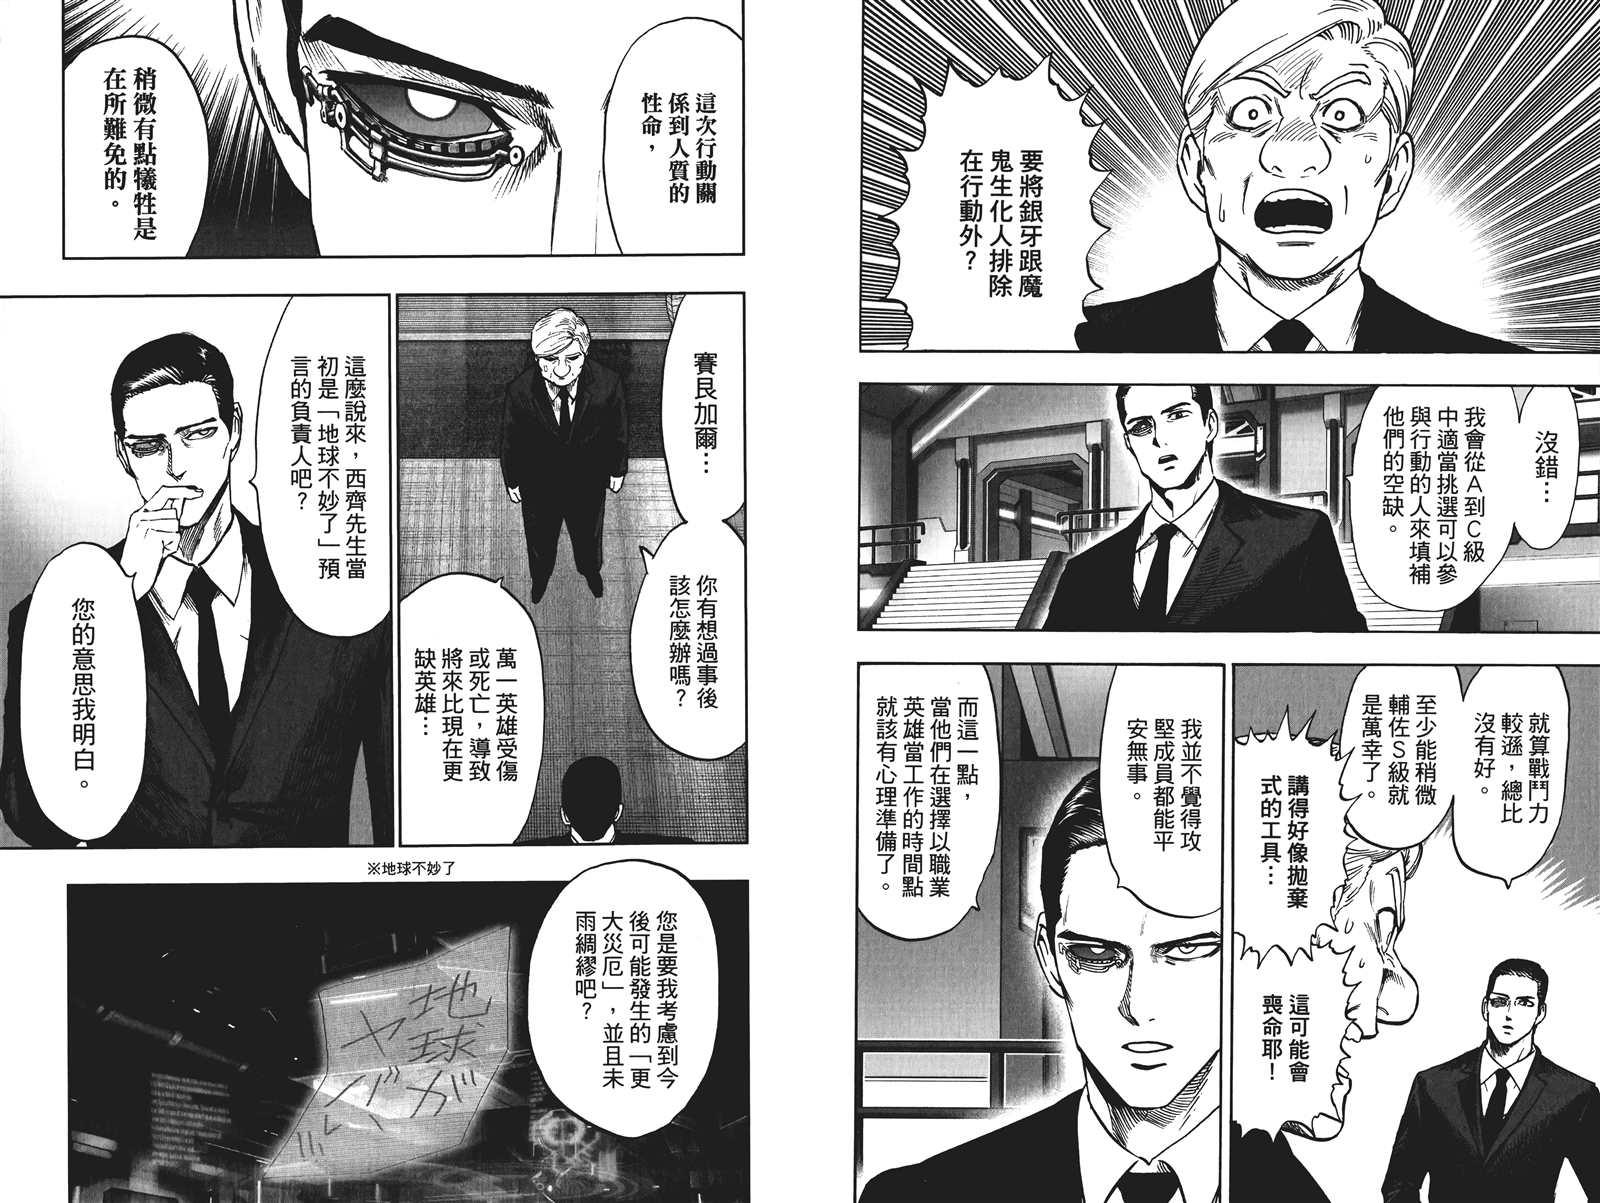 要將銀牙跟魔
鬼生化人排除
在行動外？
沒錯…
我會從A到C級
中適當挑選可以參
與行動的人來填補
他們的空缺。
就算戰鬥力
較遜，總比
沒有好。
至少能稍微
輔佐S級就
是萬幸了。
講得好像拋棄
式的工具…
這可能會
喪命耶！
我並不覺得攻
堅成員都能平
安無事。
而這一點，
當他們在選擇以職業
英雄當工作的時間點
就該有心理準備了。
這次行動關
係到人質的
性命，
稍微有點犧牲是
在所難免的。
賽艮加爾…
你有想過事後
該怎麼辦嗎？
萬一英雄受傷
或死亡，導致
將來比現在更
缺英雄…
這麼說來，西齊先生當
初是「地球不妙了」預
言的負責人吧？
您的意思我明白。
※地球不妙了
您是要我考慮到今
後可能發生的「更
大災厄」，並且未
雨綢繆吧？
地球が
ヤバイ
!!!